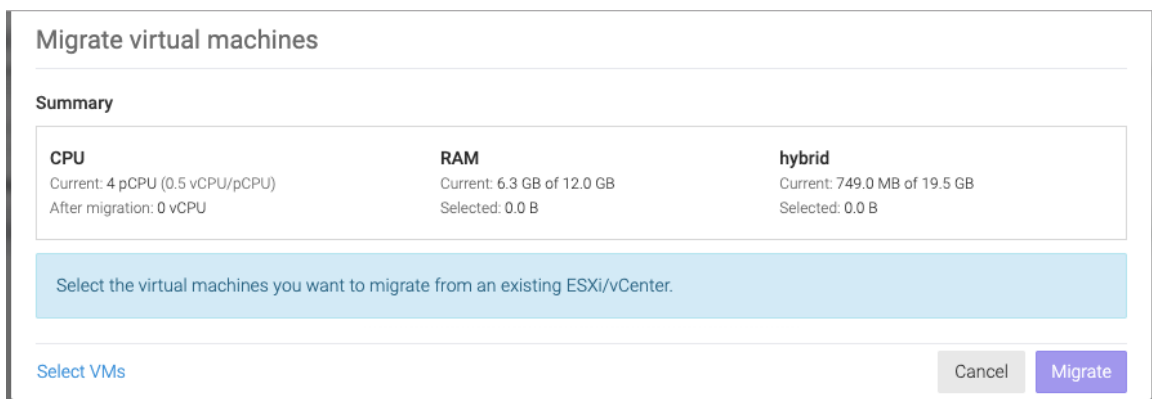 Migrate virtual machines
Summary
CPU
Current: 4 pCPU (0.5 vCPU/pCPU)
After migration: 0 vCPU
RAM
Current: 6.3 GB of 12.0 GB
Selected: 0.0 B
hybrid
Current: 749.0 MB of 19.5 GB
Selected: 0.0 B
Select the virtual machines you want to migrate from an existing ESXi/vCenter.
Select VMs
Cancel
Migrate